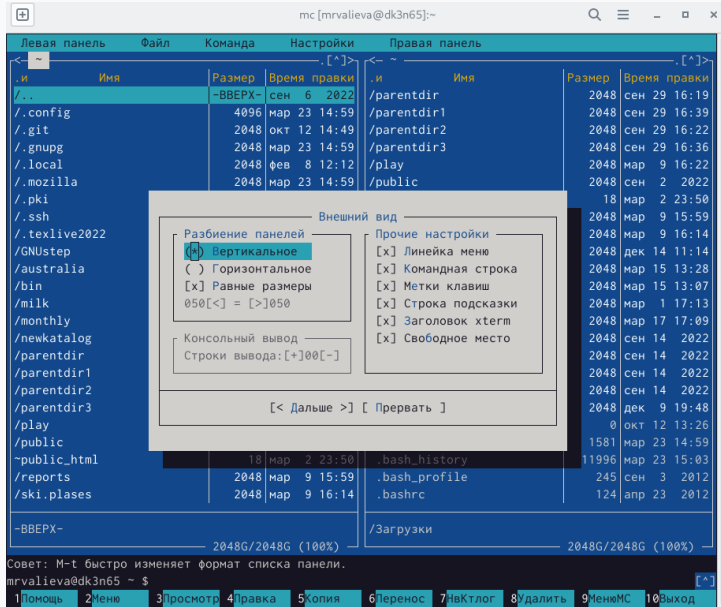 mc [mrvalieva@dk3n65]:~
Левая панель Файл Команда Настройки Правая панель
<- ~ .[^]>
.и Имя Размер Время правки
/.. -ВВЕРХ- сен 6 2022
/.config 4096 мар 23 14:59
/.git 2048 окт 12 14:49
/.gnupg 2048 мар 23 14:59
/.local 2048 фев 8 12:12
/.mozilla 2048 мар 23 14:59
/.pki
/.ssh
/.texlive2022
/GNUstep
/australia
/bin
/milk
/monthly
/newkatalog
/parentdir
/parentdir1
/parentdir2
/parentdir3
/play
/public
~public_html 18 мар 2 23:50
/reports 2048 мар 9 15:59
/ski.plases 2048 мар 9 16:14
-ВВЕРХ-
2048G/2048G (100%)
<- ~ .[^]>
.и Имя Размер Время правки
/parentdir 2048 сен 29 16:19
/parentdir1 2048 сен 29 16:39
/parentdir2 2048 сен 29 16:22
/parentdir3 2048 сен 29 16:36
/play 2048 мар 9 16:22
/public 2048 сен 2 2022
18 мар 2 23:50
2048 мар 9 15:59
2048 мар 9 16:14
2048 дек 14 11:14
2048 мар 15 13:28
2048 мар 15 13:07
2048 мар 1 17:13
2048 мар 17 17:09
2048 сен 14 2022
2048 сен 14 2022
2048 сен 14 2022
2048 сен 14 2022
2048 дек 9 19:48
0 окт 12 13:26
1581 мар 23 14:59
.bash_history 11996 мар 23 15:03
.bash_profile 245 сен 3 2012
.bashrc 124 апр 23 2012
/Загрузки
2048G/2048G (100%)
Внешний вид
Разбиение панелей
(*) Вертикальное
( ) Горизонтальное
[x] Равные размеры
050[<] = [>]050
Консольный вывод
Строки вывода:[+]00[-]
Прочие настройки
[x] Линейка меню
[x] Командная строка
[x] Метки клавиш
[x] Строка подсказки
[x] Заголовок xterm
[x] Свободное место
[< Дальше >] [ Прервать ]
Совет: M-t быстро изменяет формат списка панели.
mrvalieva@dk3n65 ~ $ [^]
1Помощь 2Меню 3Просмотр 4Правка 5Копия 6Перенос 7НвКтлог 8Удалить 9МенюМС 10Выход